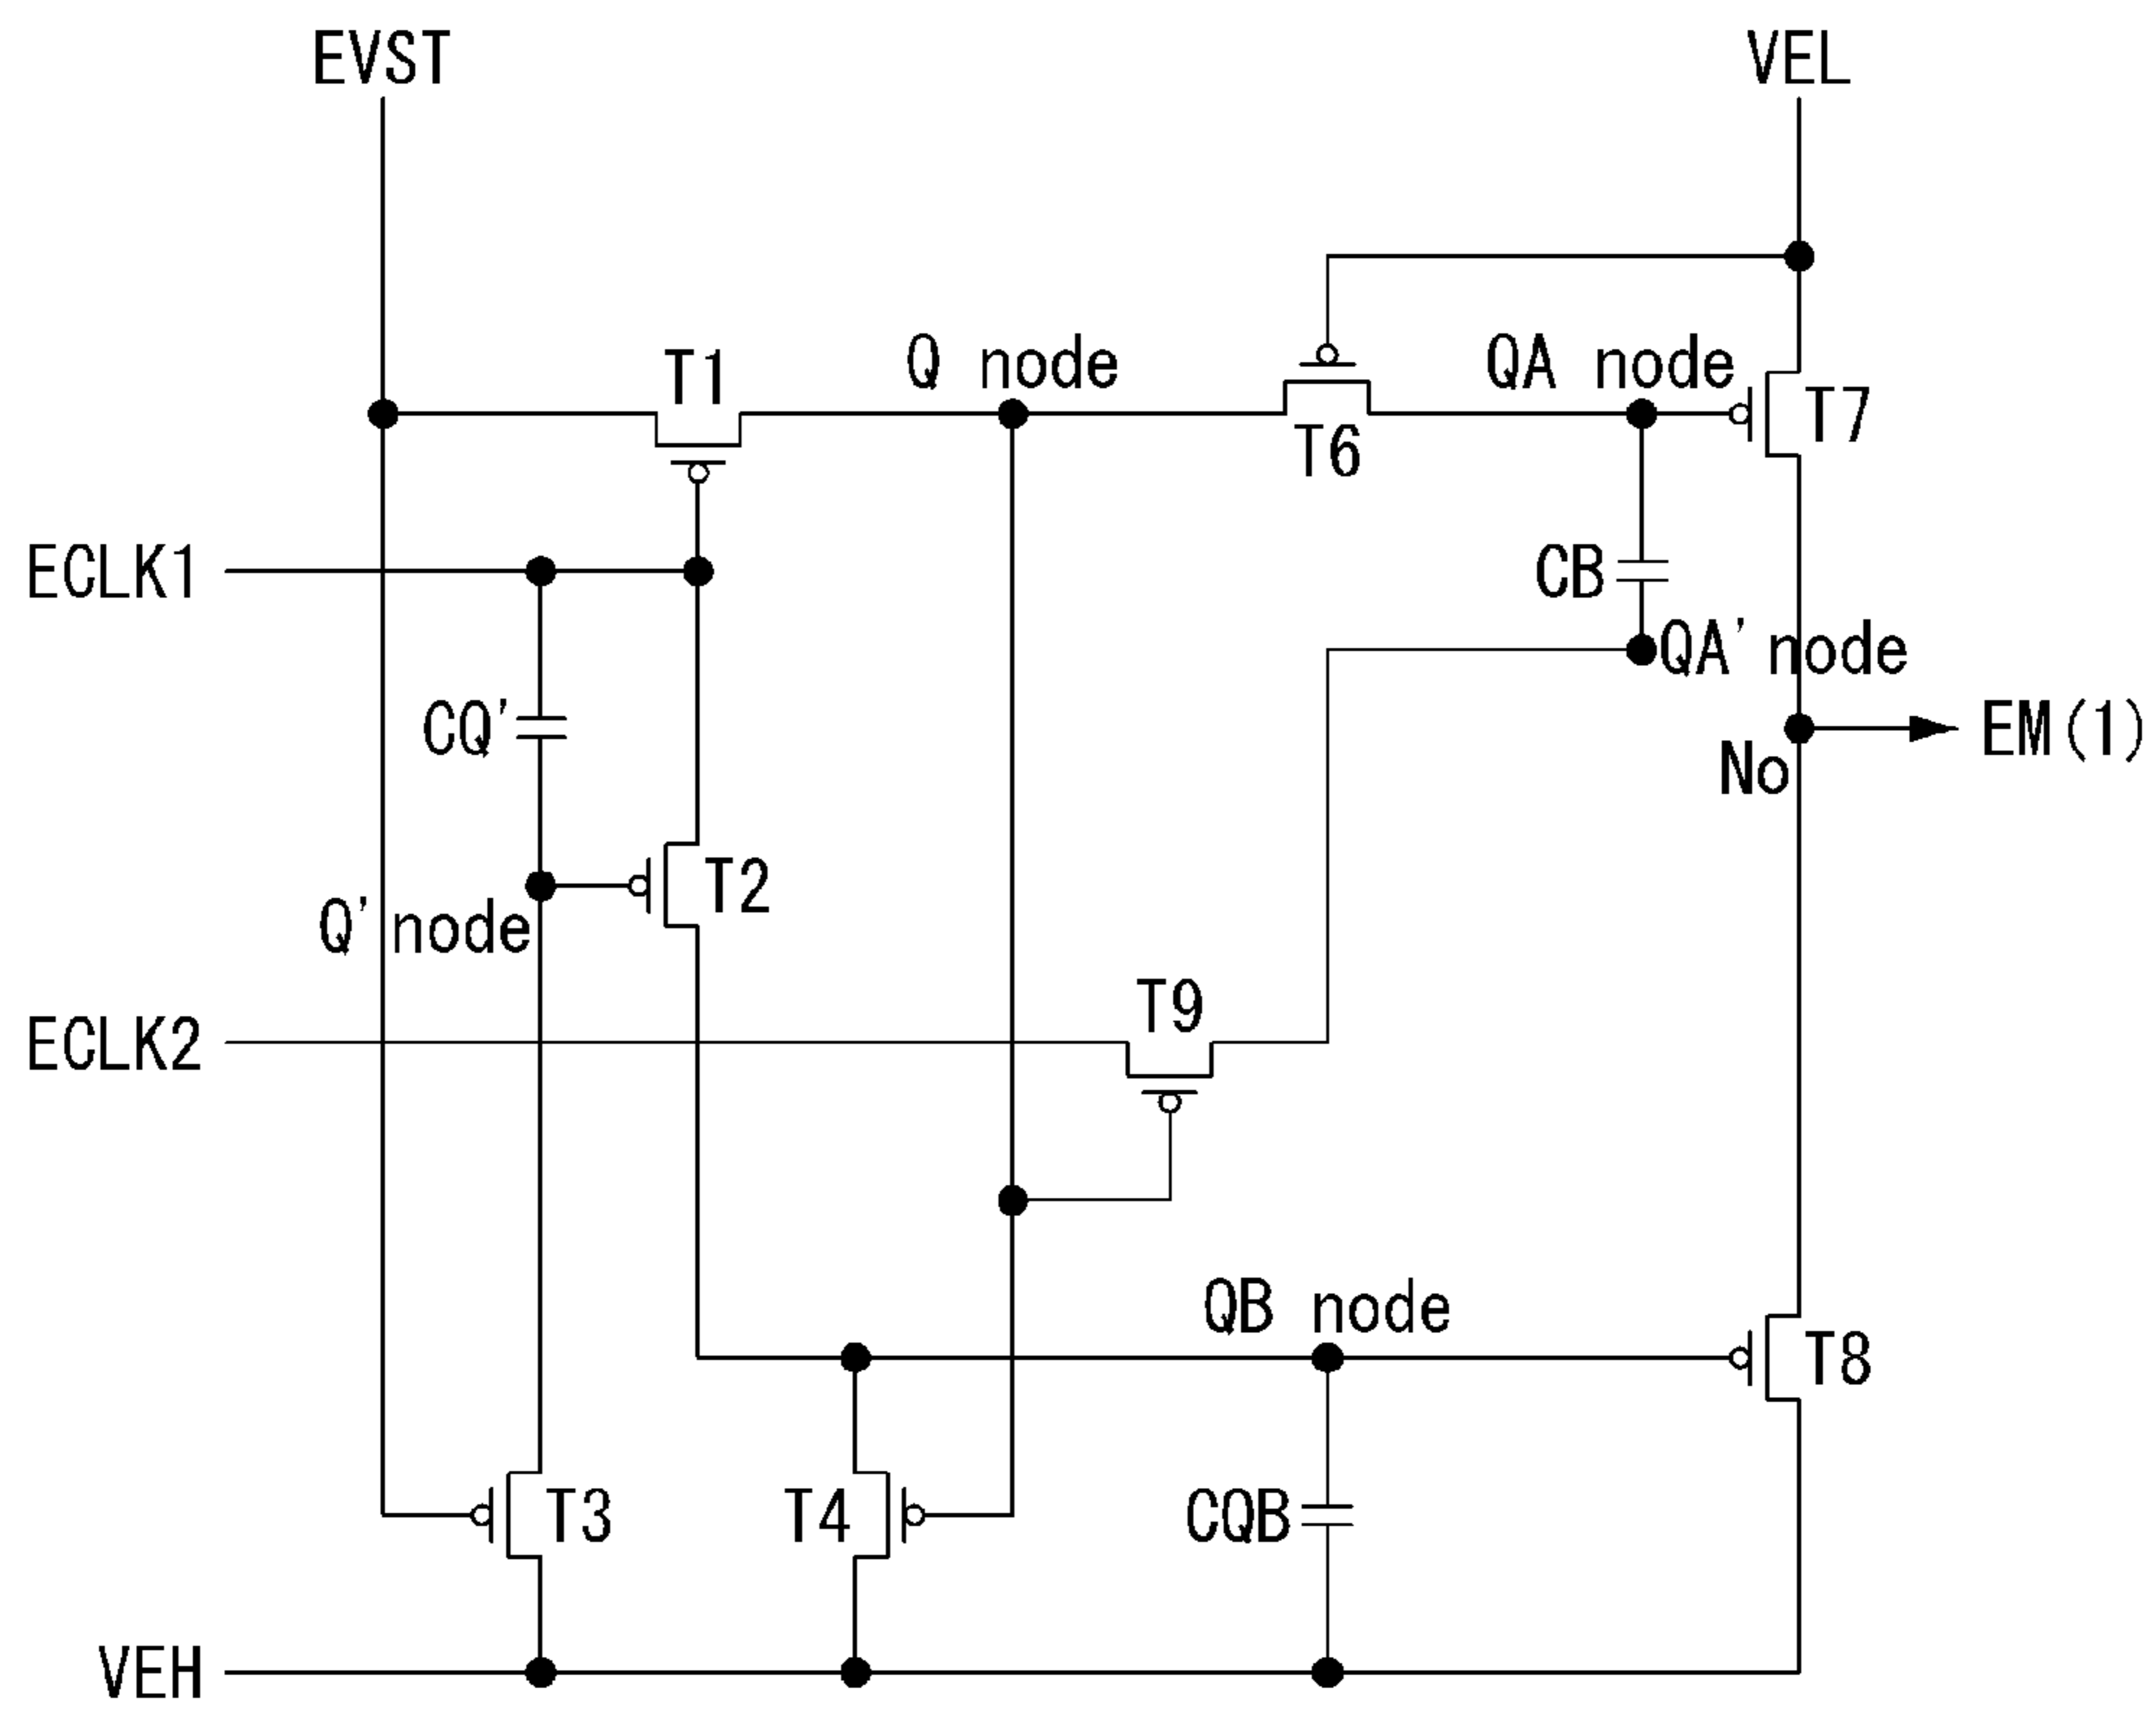 EVST
VEL
T1
Q node
QA node
T6
T7
ECLK1
CB
QA' node
CQ'
EM(1)
No
T2
Q' node
T9
ECLK2
QB node
T8
T3
T4
CQB
VEH